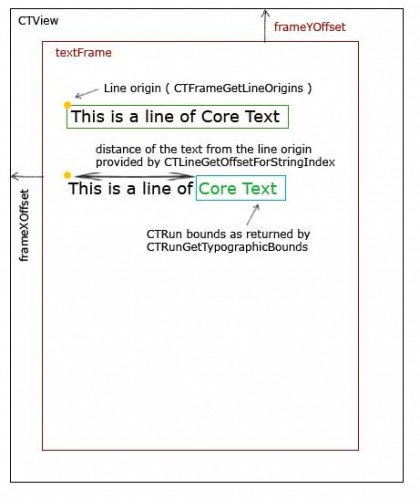 CTView
frameYOffset
textFrame
Line origin ( CTFrameGetLineOrigins )
This is a line of Core Text
distance of the text from the line origin
provided by CTLineGetOffsetForStringIndex
This is a line of Core Text
frameXOffset
CTRun bounds as returned by
CTRunGetTypographicBounds